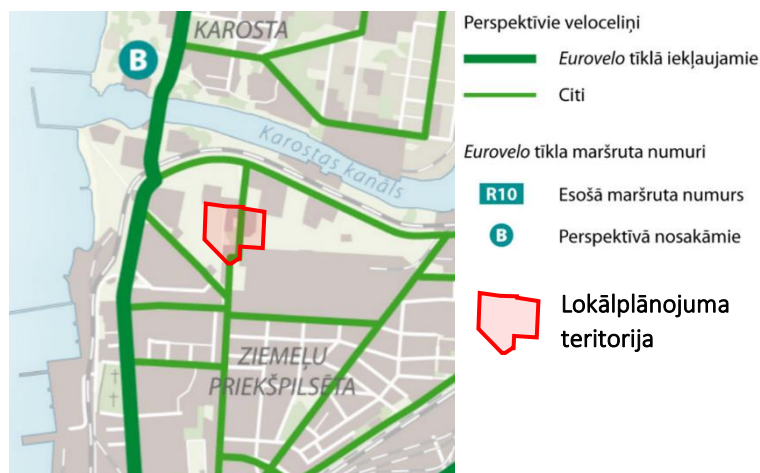 KAROSTA
B
Karostas kanāls
ZIEMEĻU
PRIEKŠPILSĒTA
Perspektīvie veloceliņi
Eurovelo tīklā iekļaujamie
Citi
Eurovelo tīkla maršruta numuri
R10 Esošā maršruta numurs
B Perspektīvā nosakāmie
Lokālplānojuma
teritorija